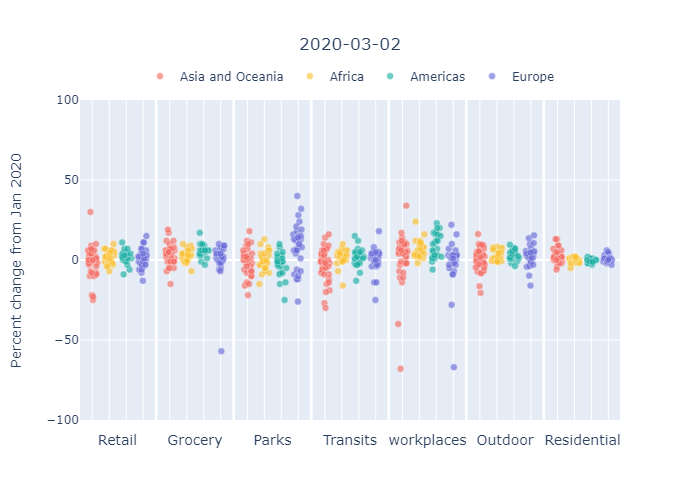 2020-03-02
Asia and Oceania Africa Americas Europe
Percent change from Jan 2020
100
50
0
−50
−100
Retail Grocery Parks Transits workplaces Outdoor Residential